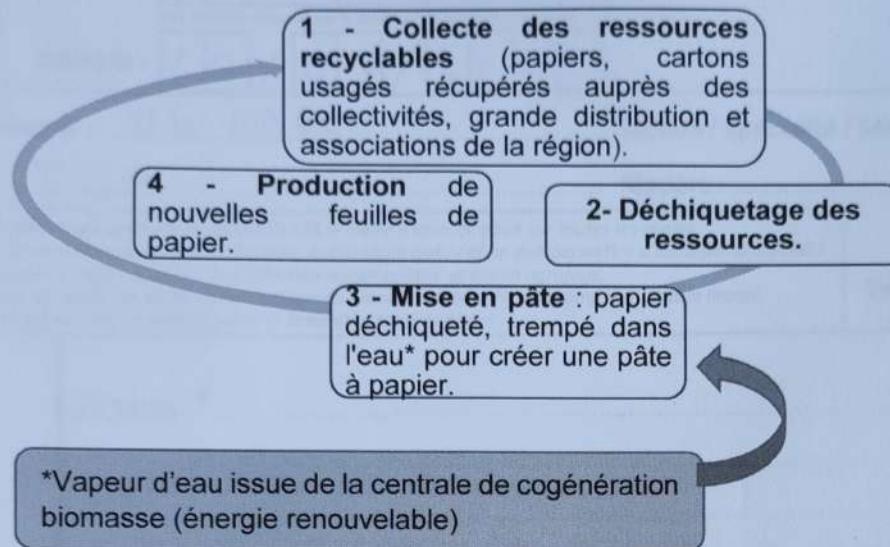 1 - Collecte des ressources
recyclables (papiers, cartons
usagés récupérés auprès des
collectivités, grande distribution et
associations de la région).
2- Déchiquetage des
ressources.
3 - Mise en pâte : papier
déchiqueté, trempé dans
l'eau* pour créer une pâte
à papier.
4 - Production de
nouvelles feuilles de
papier.
*Vapeur d'eau issue de la centrale de cogénération
biomasse (énergie renouvelable)